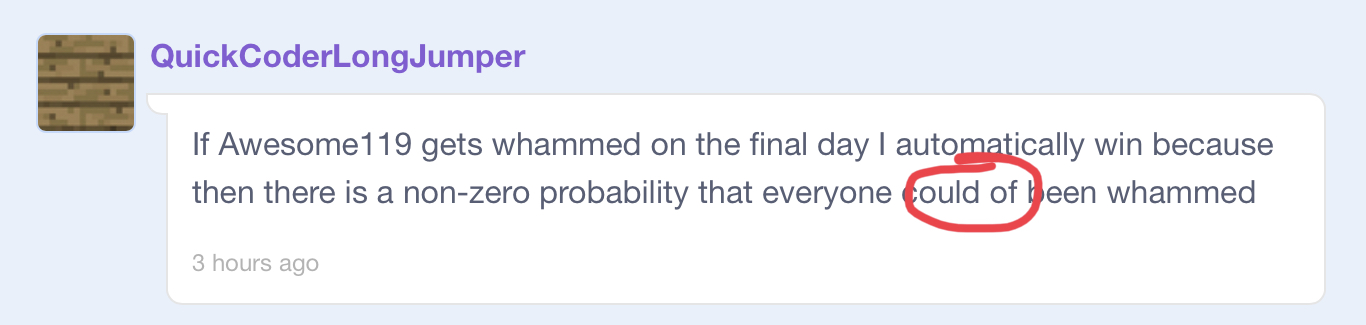 QuickCoderLongJumper
If Awesome119 gets whammed on the final day I automatically win because
then there is a non-zero probability that everyone could of been whammed
3 hours ago